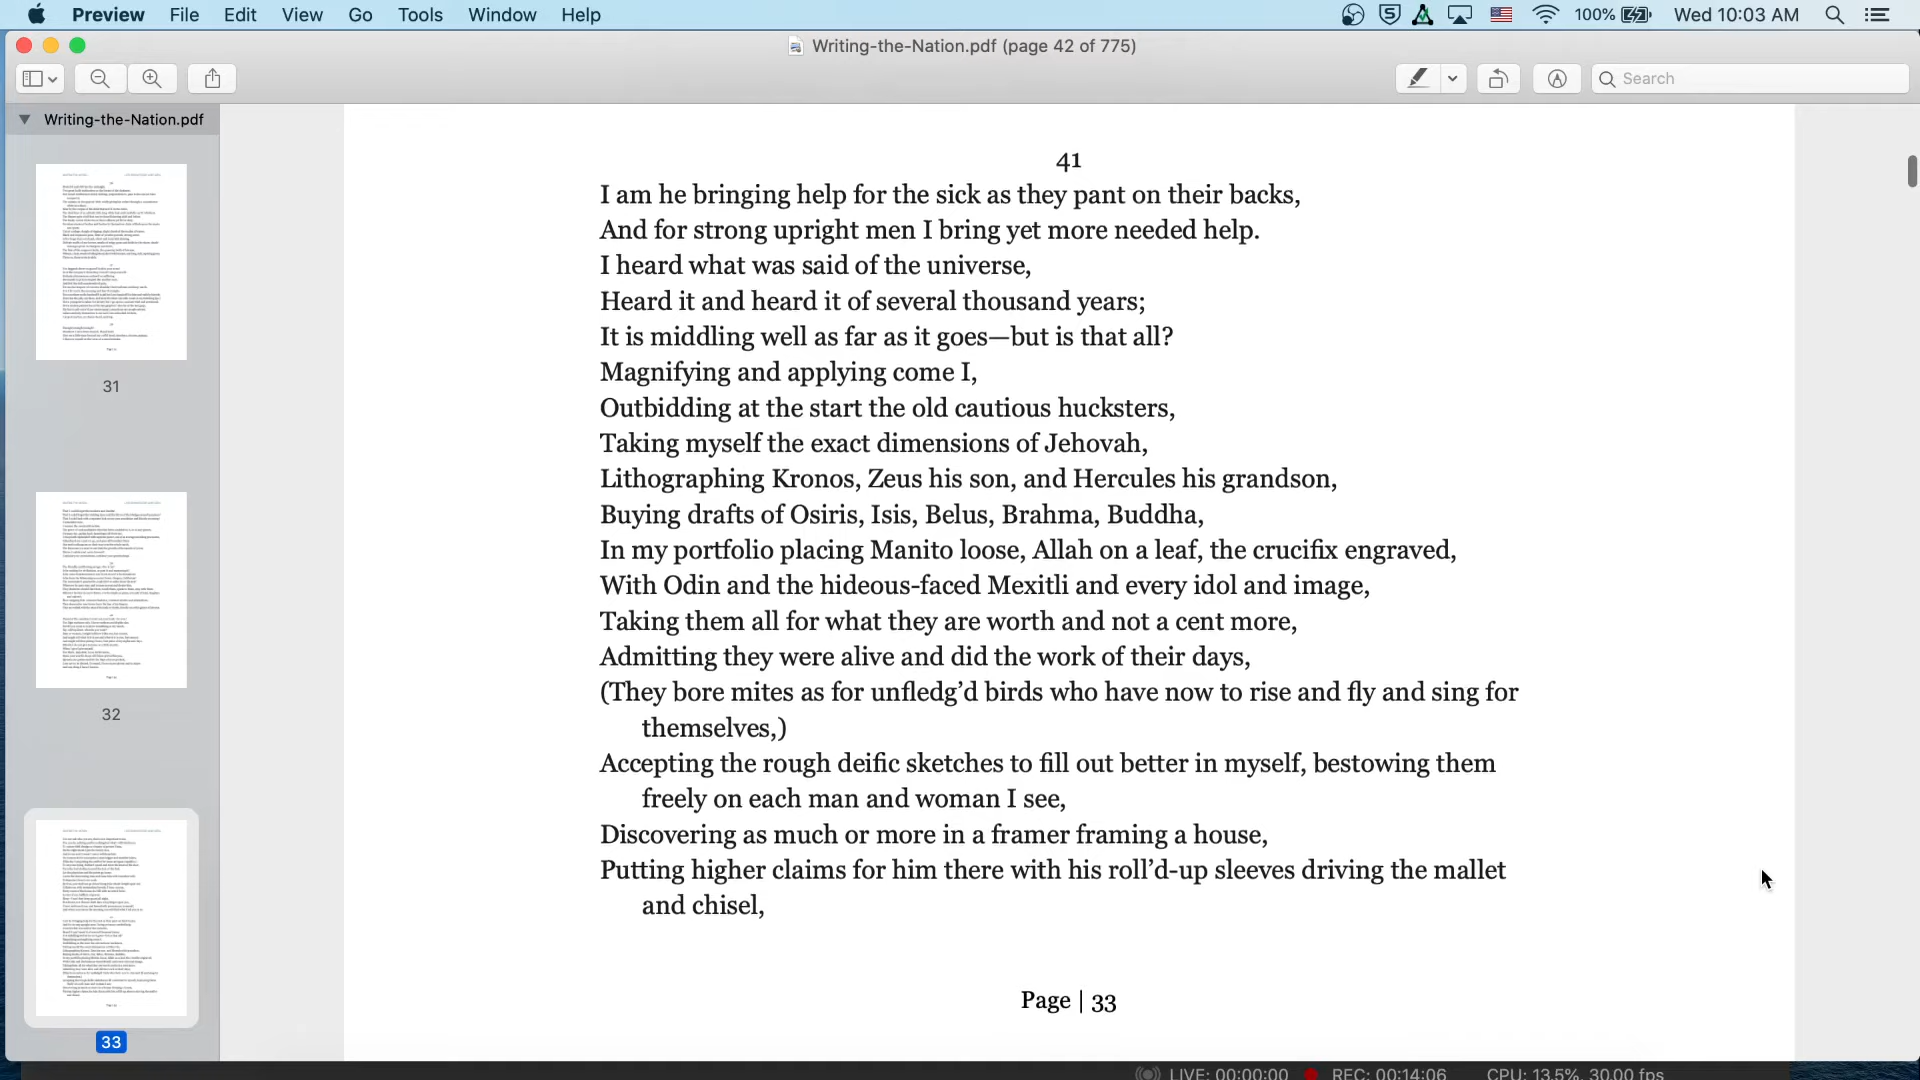 Preview File Edit View Go Tools Window Help 100% Wed 10:03 AM
Writing-the-Nation.pdf (page 42 of 775)
Search
Writing-the-Nation.pdf
31
32
33
41
I am he bringing help for the sick as they pant on their backs,
And for strong upright men I bring yet more needed help.
I heard what was said of the universe,
Heard it and heard it of several thousand years;
It is middling well as far as it goes—but is that all?
Magnifying and applying come I,
Outbidding at the start the old cautious hucksters,
Taking myself the exact dimensions of Jehovah,
Lithographing Kronos, Zeus his son, and Hercules his grandson,
Buying drafts of Osiris, Isis, Belus, Brahma, Buddha,
In my portfolio placing Manito loose, Allah on a leaf, the crucifix engraved,
With Odin and the hideous-faced Mexitli and every idol and image,
Taking them all for what they are worth and not a cent more,
Admitting they were alive and did the work of their days,
(They bore mites as for unfledg’d birds who have now to rise and fly and sing for
themselves,)
Accepting the rough deific sketches to fill out better in myself, bestowing them
freely on each man and woman I see,
Discovering as much or more in a framer framing a house,
Putting higher claims for him there with his roll’d-up sleeves driving the mallet
and chisel,
Page | 33
LIVE: 00:00:00 REC: 00:14:06 CPU: 13.5%, 30.00 fps